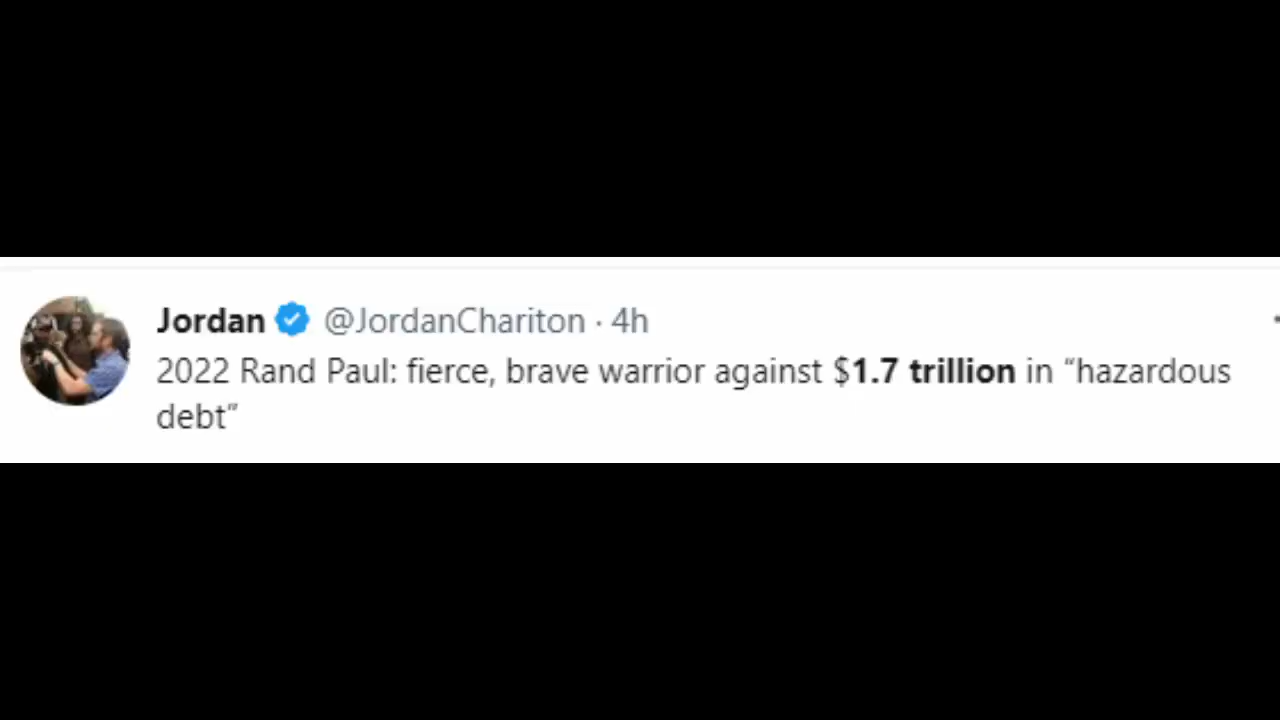 Jordan @JordanChariton · 4h
2022 Rand Paul: fierce, brave warrior against $1.7 trillion in “hazardous
debt”